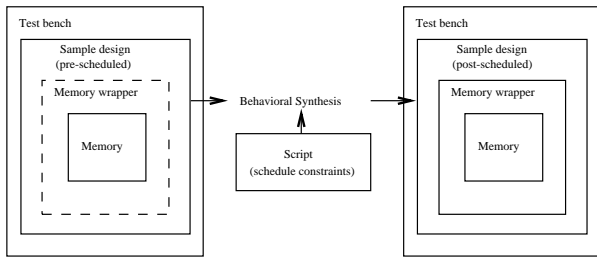 Test bench
Sample design
(pre-scheduled)
Memory wrapper
Memory
Behavioral Synthesis
Script
(schedule constraints)
Test bench
Sample design
(post-scheduled)
Memory wrapper
Memory